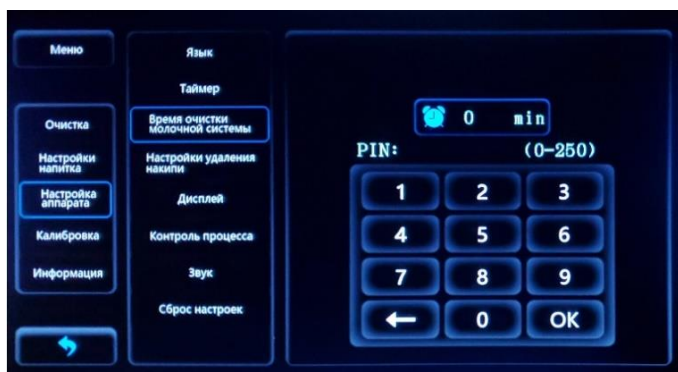 Меню
Очистка
Настройки
напитка
Настройка
аппарата
Калибровка
Информация
Язык
Таймер
Время очистки
молочной системы
Настройки удаления
накипи
Дисплей
Контроль процесса
Звук
Сброс настроек
0 min
PIN: (0-250)
1 2 3
4 5 6
7 8 9
← 0 OK